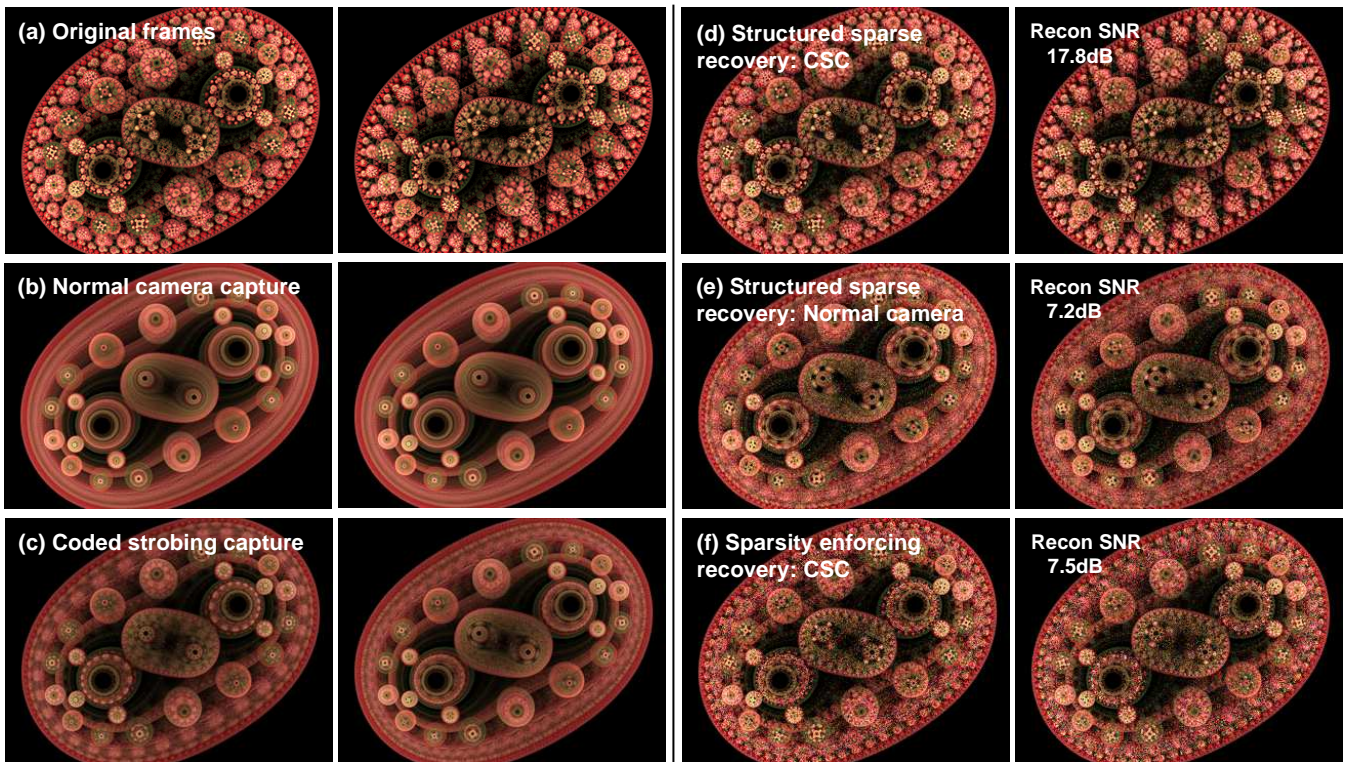 (a) Original frames
(d) Structured sparse
recovery: CSC
Recon SNR
17.8dB
(b) Normal camera capture
(e) Structured sparse
recovery: Normal camera
Recon SNR
7.2dB
(c) Coded strobing capture
(f) Sparsity enforcing
recovery: CSC
Recon SNR
7.5dB